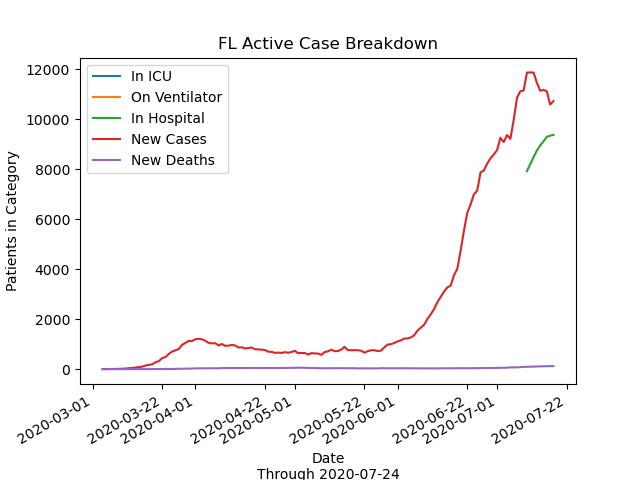 FL Active Case Breakdown
Patients in Category
12000
10000
8000
6000
4000
2000
0
In ICU
On Ventilator
In Hospital
New Cases
New Deaths
2020-03-01
2020-03-22
2020-04-01
2020-04-22
2020-05-01
2020-05-22
2020-06-01
2020-06-22
2020-07-01
2020-07-22
Date
Through 2020-07-24